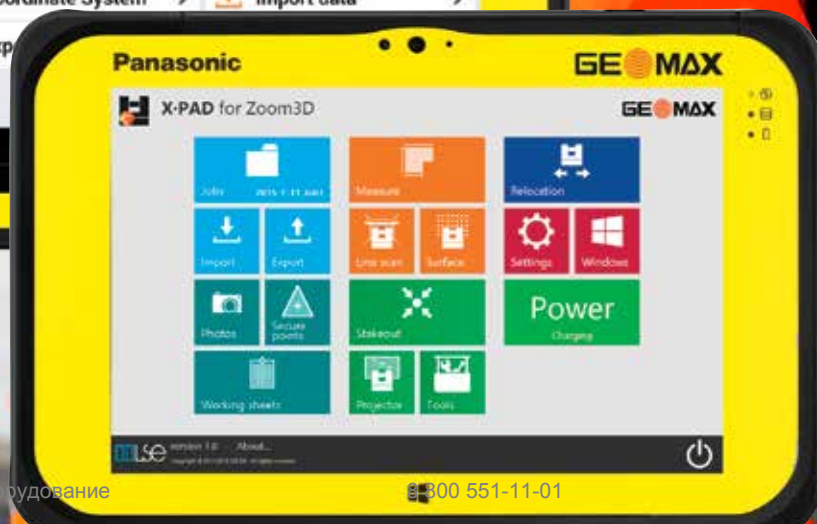 Import data
Panasonic
GEOMAX
X-PAD for Zoom3D
GEOMAX
Jobs
Measure
Relocation
Import
Export
Line scan
Surface
Settings
Windows
Photos
Secure points
Stakeout
Power
Charging
Working sheets
Projector
Tools
version 1.0 About...
800 551-11-01